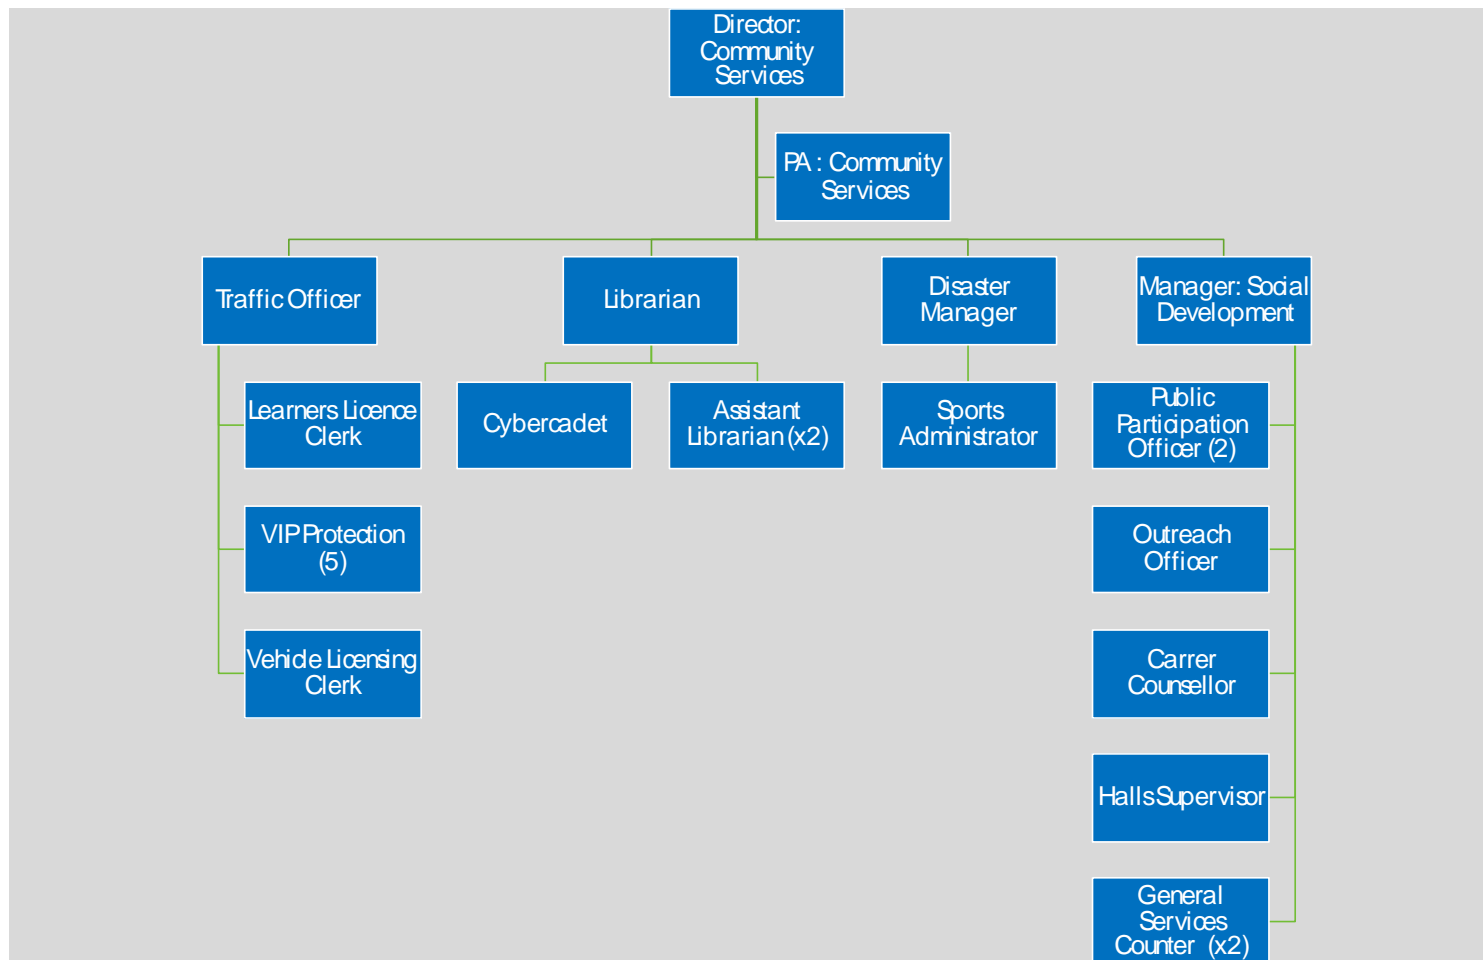 Director:
Community
Services
PA : Community
Services
Traffic Officer
Librarian
Disaster
Manager
Manager: Social
Development
Learners Licence
Clerk
Cybercadet
Assistant
Librarian (x2)
Sports
Administrator
Public
Participation
Officer (2)
VIP Protection
(5)
Outreach
Officer
Vehicle Licensing
Clerk
Carrer
Counsellor
Halls Supervisor
General
Services
Counter (x2)